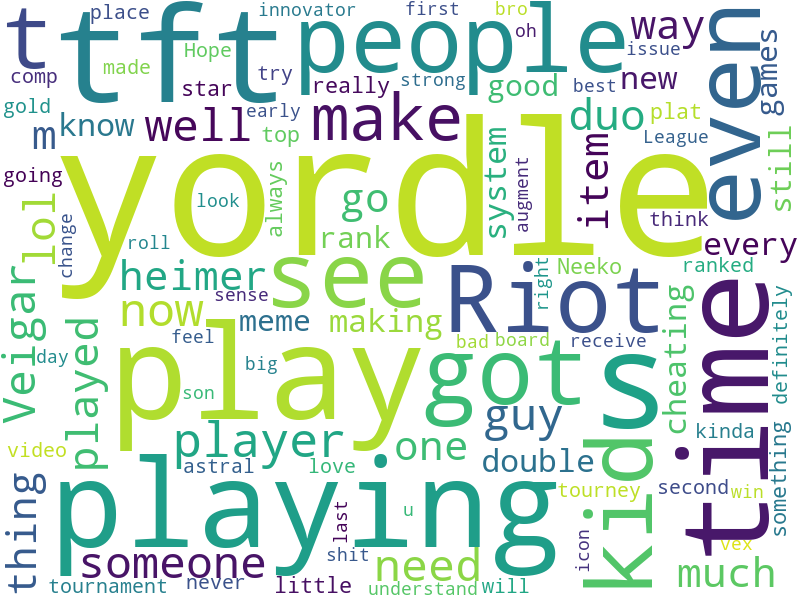 place
innovator
first
bro
oh
t
tft
people
way
even
games
comp
made
Hope
star
try
really
strong
good
issue
new
gold
m
know
well
early
top
make
best
duo
plat
League
still
going
yordle
look
always
go
system
augment
item
think
every
change
lol
roll
rank
right
Neeko
ranked
heimer
see
Riot
time
sense
now
meme
making
receive
definitely
Veigar
day
played
feel
big
bad
board
cheating
play
gots
s
son
guy
kinda
video
player
one
double
Kids
something
astral
love
playing
tourney
second
win
thing
someone
last
u
shit
need
icon
vex
much
tournament
never
little
understand
will